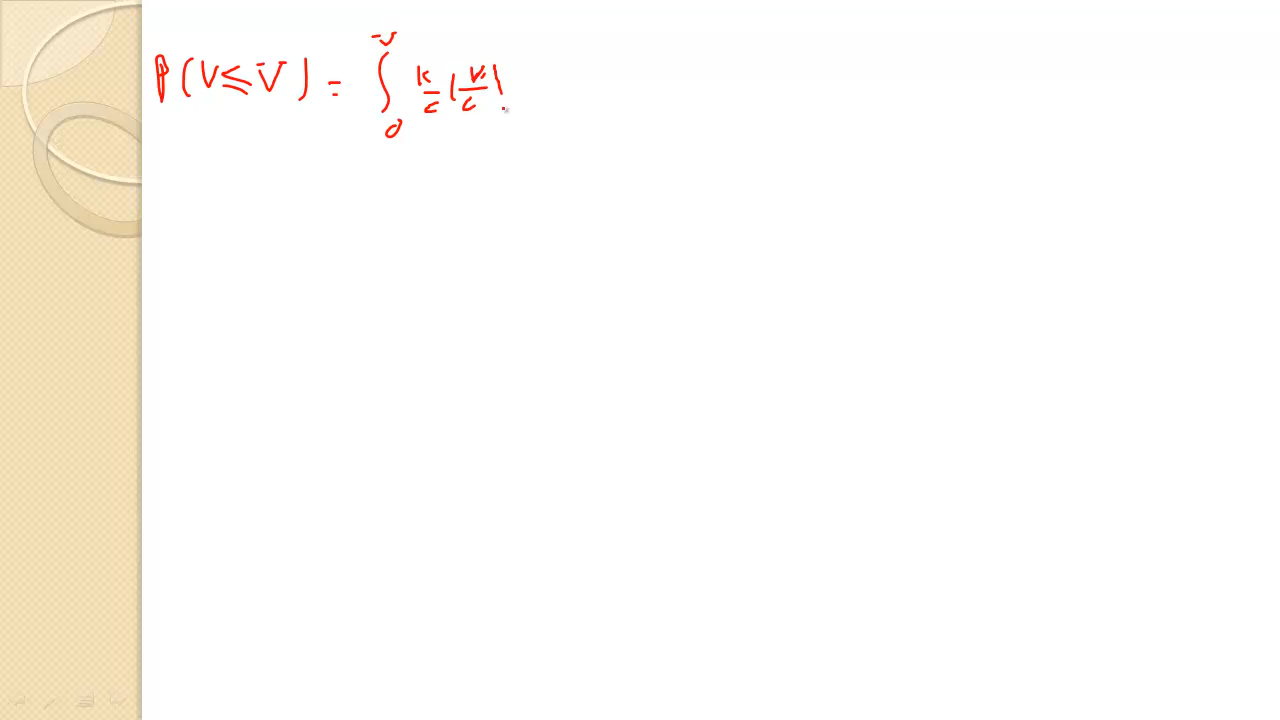 P(V≤V̄) = ∫₀^V̄ k/c (V/c)